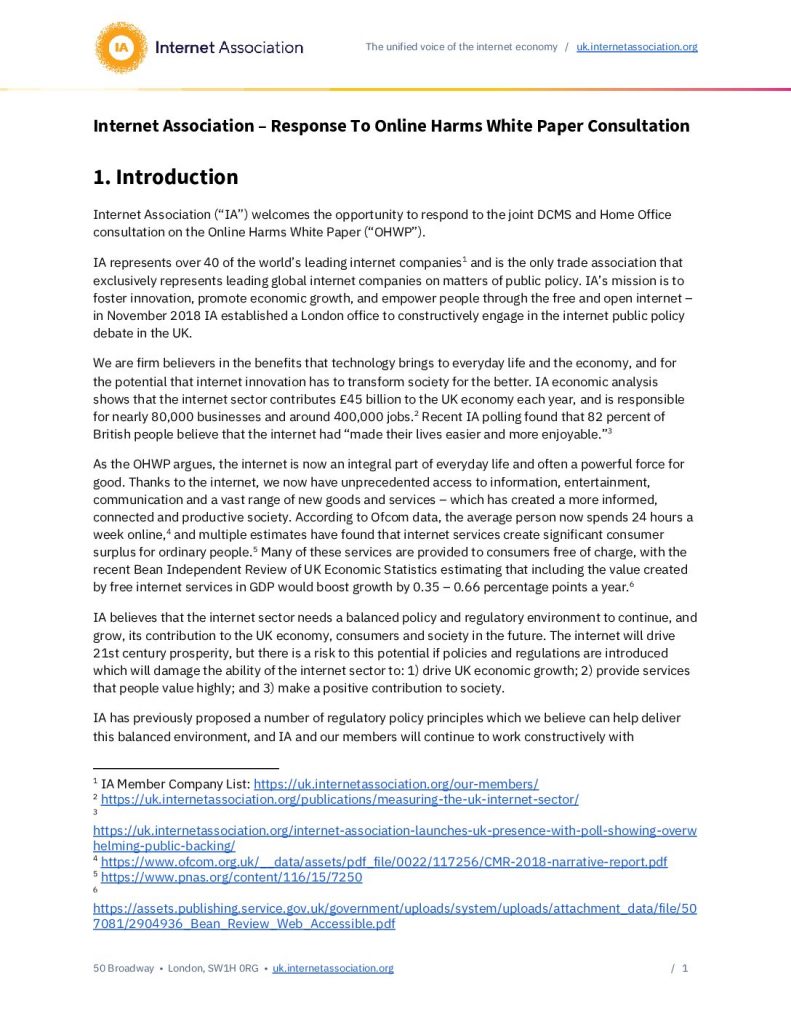 IA
Internet Association
The unified voice of the internet economy / uk.internetassociation.org
Internet Association – Response To Online Harms White Paper Consultation
1. Introduction
Internet Association (“IA”) welcomes the opportunity to respond to the joint DCMS and Home Office
consultation on the Online Harms White Paper (“OHWP”).
IA represents over 40 of the world’s leading internet companies¹ and is the only trade association that
exclusively represents leading global internet companies on matters of public policy. IA’s mission is to
foster innovation, promote economic growth, and empower people through the free and open internet –
in November 2018 IA established a London office to constructively engage in the internet public policy
debate in the UK.
We are firm believers in the benefits that technology brings to everyday life and the economy, and for
the potential that internet innovation has to transform society for the better. IA economic analysis
shows that the internet sector contributes £45 billion to the UK economy each year, and is responsible
for nearly 80,000 businesses and around 400,000 jobs.² Recent IA polling found that 82 percent of
British people believe that the internet had “made their lives easier and more enjoyable.”³
As the OHWP argues, the internet is now an integral part of everyday life and often a powerful force for
good. Thanks to the internet, we now have unprecedented access to information, entertainment,
communication and a vast range of new goods and services – which has created a more informed,
connected and productive society. According to Ofcom data, the average person now spends 24 hours a
week online,⁴ and multiple estimates have found that internet services create significant consumer
surplus for ordinary people.⁵ Many of these services are provided to consumers free of charge, with the
recent Bean Independent Review of UK Economic Statistics estimating that including the value created
by free internet services in GDP would boost growth by 0.35 – 0.66 percentage points a year.⁶
IA believes that the internet sector needs a balanced policy and regulatory environment to continue, and
grow, its contribution to the UK economy, consumers and society in the future. The internet will drive
21st century prosperity, but there is a risk to this potential if policies and regulations are introduced
which will damage the ability of the internet sector to: 1) drive UK economic growth; 2) provide services
that people value highly; and 3) make a positive contribution to society.
IA has previously proposed a number of regulatory policy principles which we believe can help deliver
this balanced environment, and IA and our members will continue to work constructively with
¹ IA Member Company List: https://uk.internetassociation.org/our-members/
² https://uk.internetassociation.org/publications/measuring-the-uk-internet-sector/
³
https://uk.internetassociation.org/internet-association-launches-uk-presence-with-poll-showing-overw
helming-public-backing/
⁴ https://www.ofcom.org.uk/__data/assets/pdf_file/0022/117256/CMR-2018-narrative-report.pdf
⁵ https://www.pnas.org/content/116/15/7250
⁶
https://assets.publishing.service.gov.uk/government/uploads/system/uploads/attachment_data/file/50
7081/2904936_Bean_Review_Web_Accessible.pdf
50 Broadway • London, SW1H 0RG • uk.internetassociation.org
/ 1